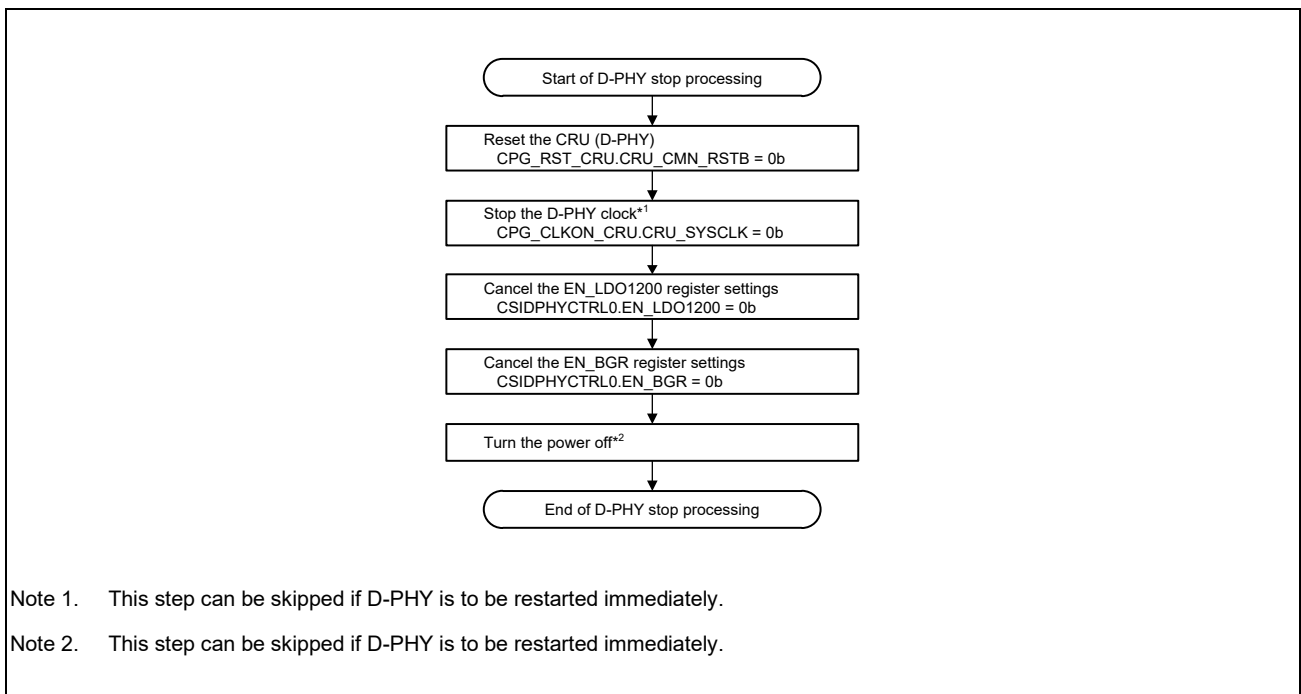 Start of D-PHY stop processing
Reset the CRU (D-PHY)
CPG_RST_CRU.CRU_CMN_RSTB = 0b
Stop the D-PHY clock*1
CPG_CLKON_CRU.CRU_SYSCLK = 0b
Cancel the EN_LDO1200 register settings
CSIDPHYCTRL0.EN_LDO1200 = 0b
Cancel the EN_BGR register settings
CSIDPHYCTRL0.EN_BGR = 0b
Turn the power off*2
End of D-PHY stop processing
Note 1. This step can be skipped if D-PHY is to be restarted immediately.
Note 2. This step can be skipped if D-PHY is to be restarted immediately.